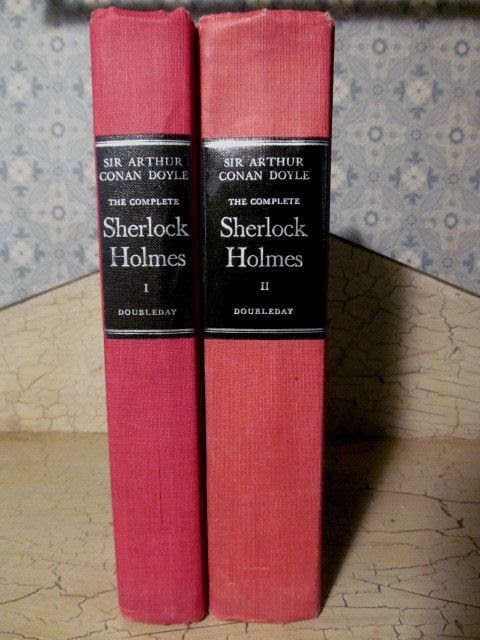 SIR ARTHUR
CONAN DOYLE
THE COMPLETE
Sherlock
Holmes
I
DOUBLEDAY
SIR ARTHUR
CONAN DOYLE
THE COMPLETE
Sherlock
Holmes
II
DOUBLEDAY